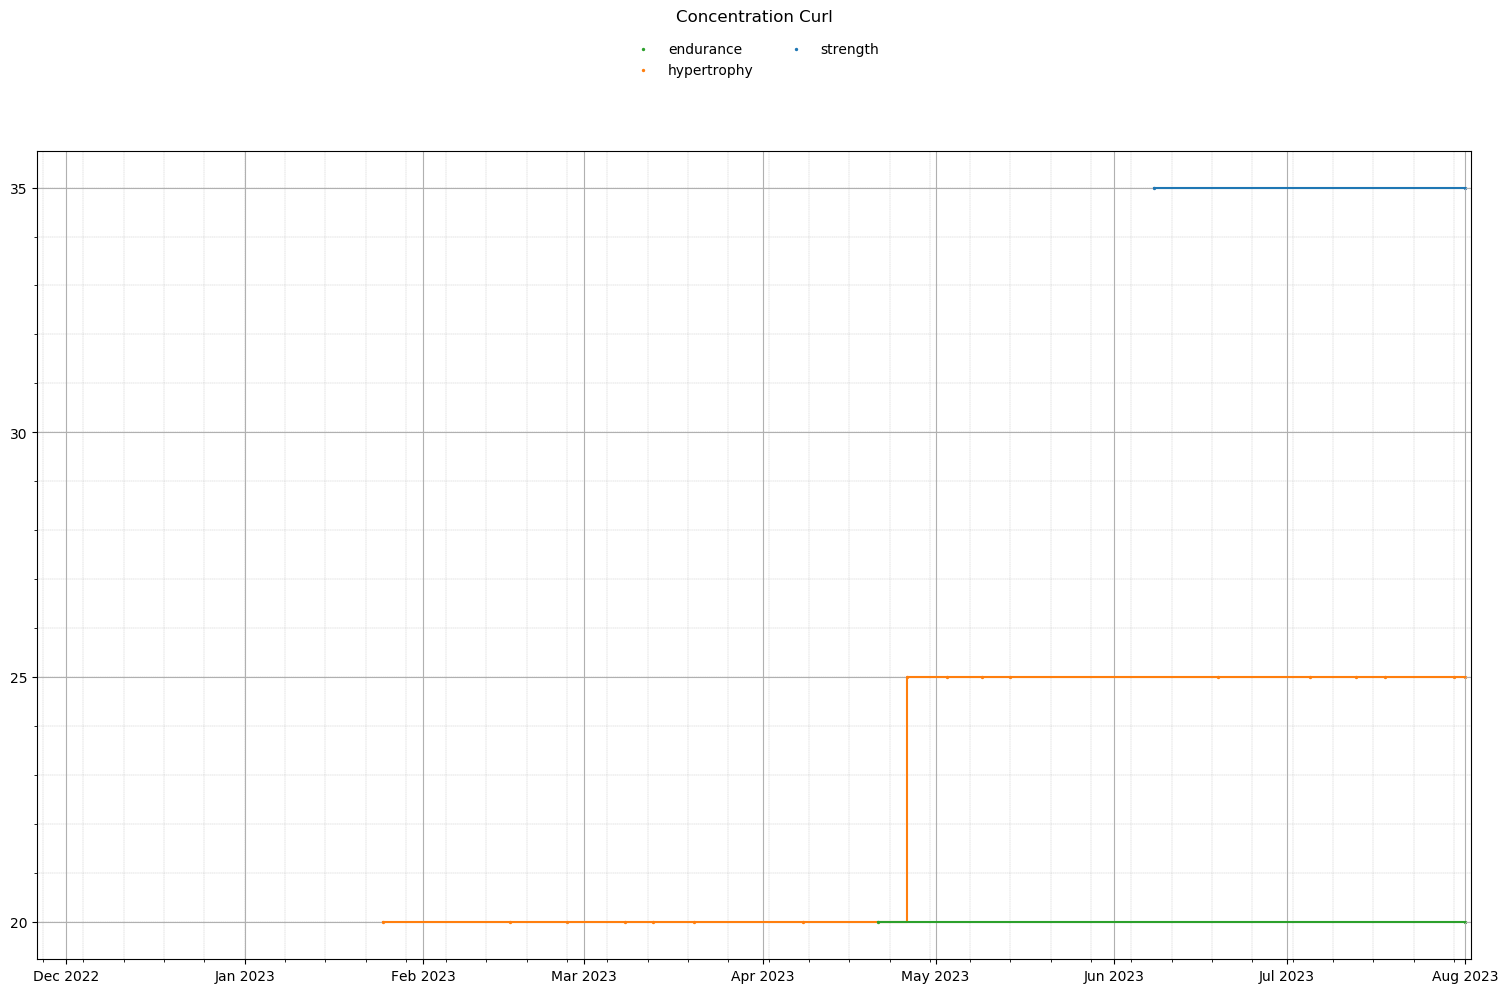 Concentration Curl
endurance
hypertrophy
strength
35
30
25
20
Dec 2022
Jan 2023
Feb 2023
Mar 2023
Apr 2023
May 2023
Jun 2023
Jul 2023
Aug 2023